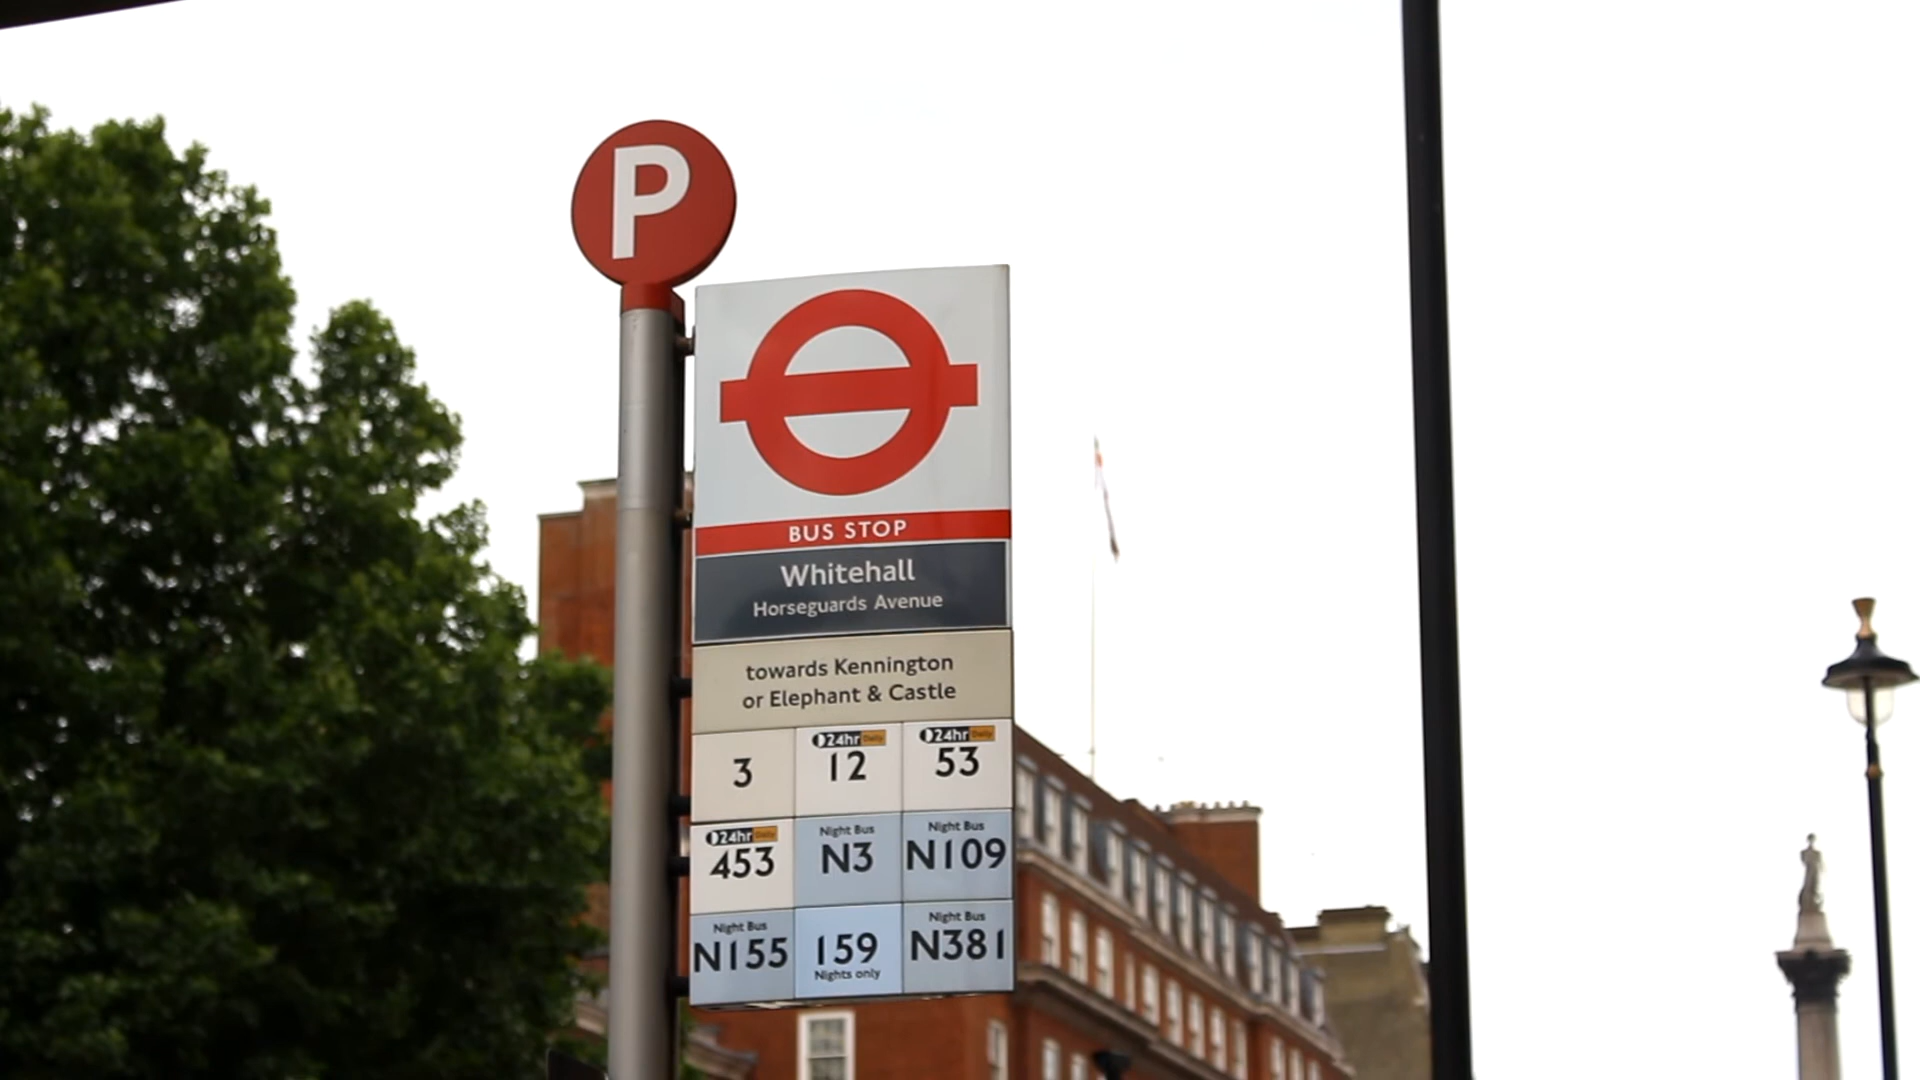 P
BUS STOP
Whitehall
Horseguards Avenue
towards Kennington
or Elephant & Castle
24hr Daily 24hr Daily
3 12 53
24hr Daily Night Bus Night Bus
453 N3 N109
Night Bus Night Bus
N155 159 N381
Nights only